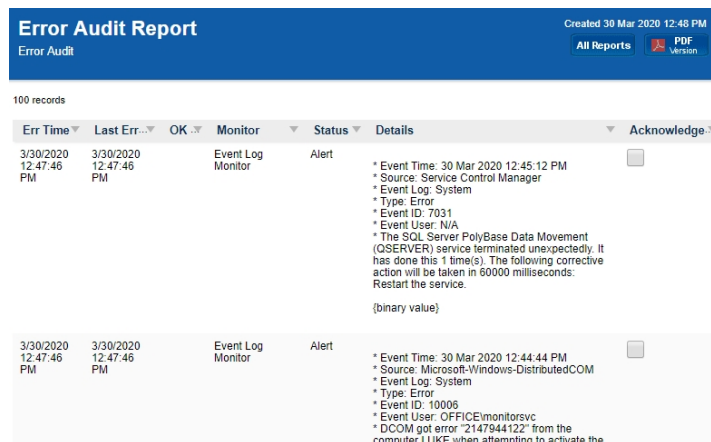 Error Audit Report
Error Audit
Created 30 Mar 2020 12:48 PM
All Reports
PDF
Version
100 records
Err Time Last Err... OK .. Monitor Status Details Acknowledge.
3/30/2020
12:47:46
PM
3/30/2020
12:47:46
PM
Event Log
Monitor
Alert
* Event Time: 30 Mar 2020 12:45:12 PM
* Source: Service Control Manager
* Event Log: System
* Type: Error
* Event ID: 7031
* Event User: N/A
* The SQL Server PolyBase Data Movement
(QSERVER) service terminated unexpectedly. It
has done this 1 time(s). The following corrective
action will be taken in 60000 milliseconds:
Restart the service.
{binary value}
3/30/2020
12:47:46
PM
3/30/2020
12:47:46
PM
Event Log
Monitor
Alert
* Event Time: 30 Mar 2020 12:44:44 PM
* Source: Microsoft-Windows-DistributedCOM
* Event Log: System
* Type: Error
* Event ID: 10006
* Event User: OFFICE\monitorsvc
* DCOM got error "2147944122" from the
computer LUKE when attempting to activate the